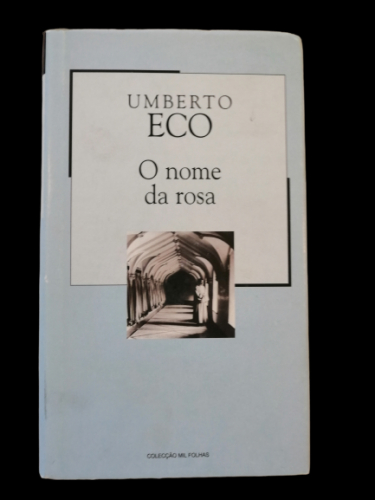 UMBERTO
ECO
O nome
da rosa
COLECÇÃO MIL FOLHAS